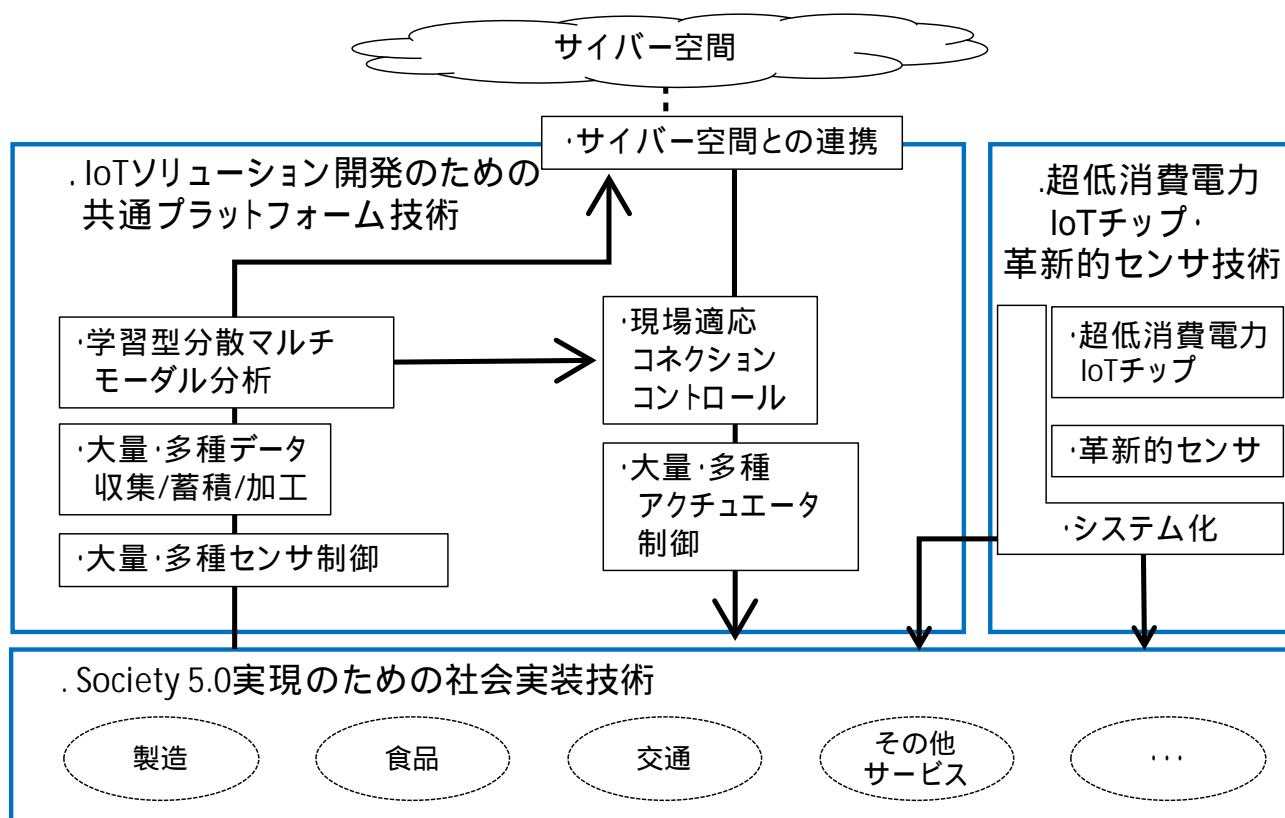 サイバー空間
･サイバー空間との連携
. IoTソリューション開発のための
共通プラットフォーム技術
･学習型分散マルチ
モーダル分析
･大量･多種データ
収集/蓄積/加工
･大量･多種センサ制御
･現場適応
コネクション
コントロール
･大量･多種
アクチュエータ
制御
.超低消費電力
IoTチップ･
革新的センサ技術
･超低消費電力
IoTチップ
･革新的センサ
･システム化
. Society 5.0実現のための社会実装技術
製造
食品
交通
その他
サービス
･･･